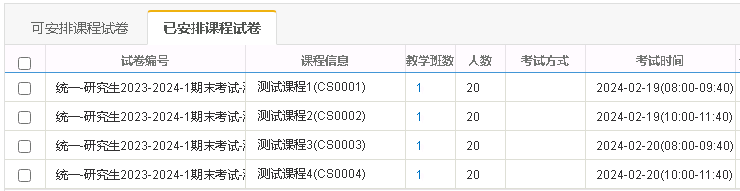 可安排课程试卷 已安排课程试卷
试卷编号 课程信息 教学班数 人数 考试方式 考试时间
统一-研究生2023-2024-1期末考试- 测试课程1(CS0001) 1 20 2024-02-19(08:00-09:40)
统一-研究生2023-2024-1期末考试- 测试课程2(CS0002) 1 20 2024-02-19(10:00-11:40)
统一-研究生2023-2024-1期末考试- 测试课程3(CS0003) 1 20 2024-02-20(08:00-09:40)
统一-研究生2023-2024-1期末考试- 测试课程4(CS0004) 1 20 2024-02-20(10:00-11:40)